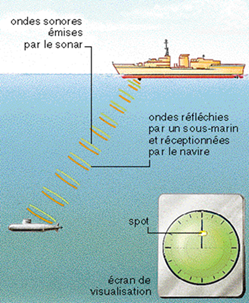 ondes sonores
émises
par le sonar
ondes réfléchies
par un sous-marin
et réceptionnées
par le navire
spot
écran de
visualisation